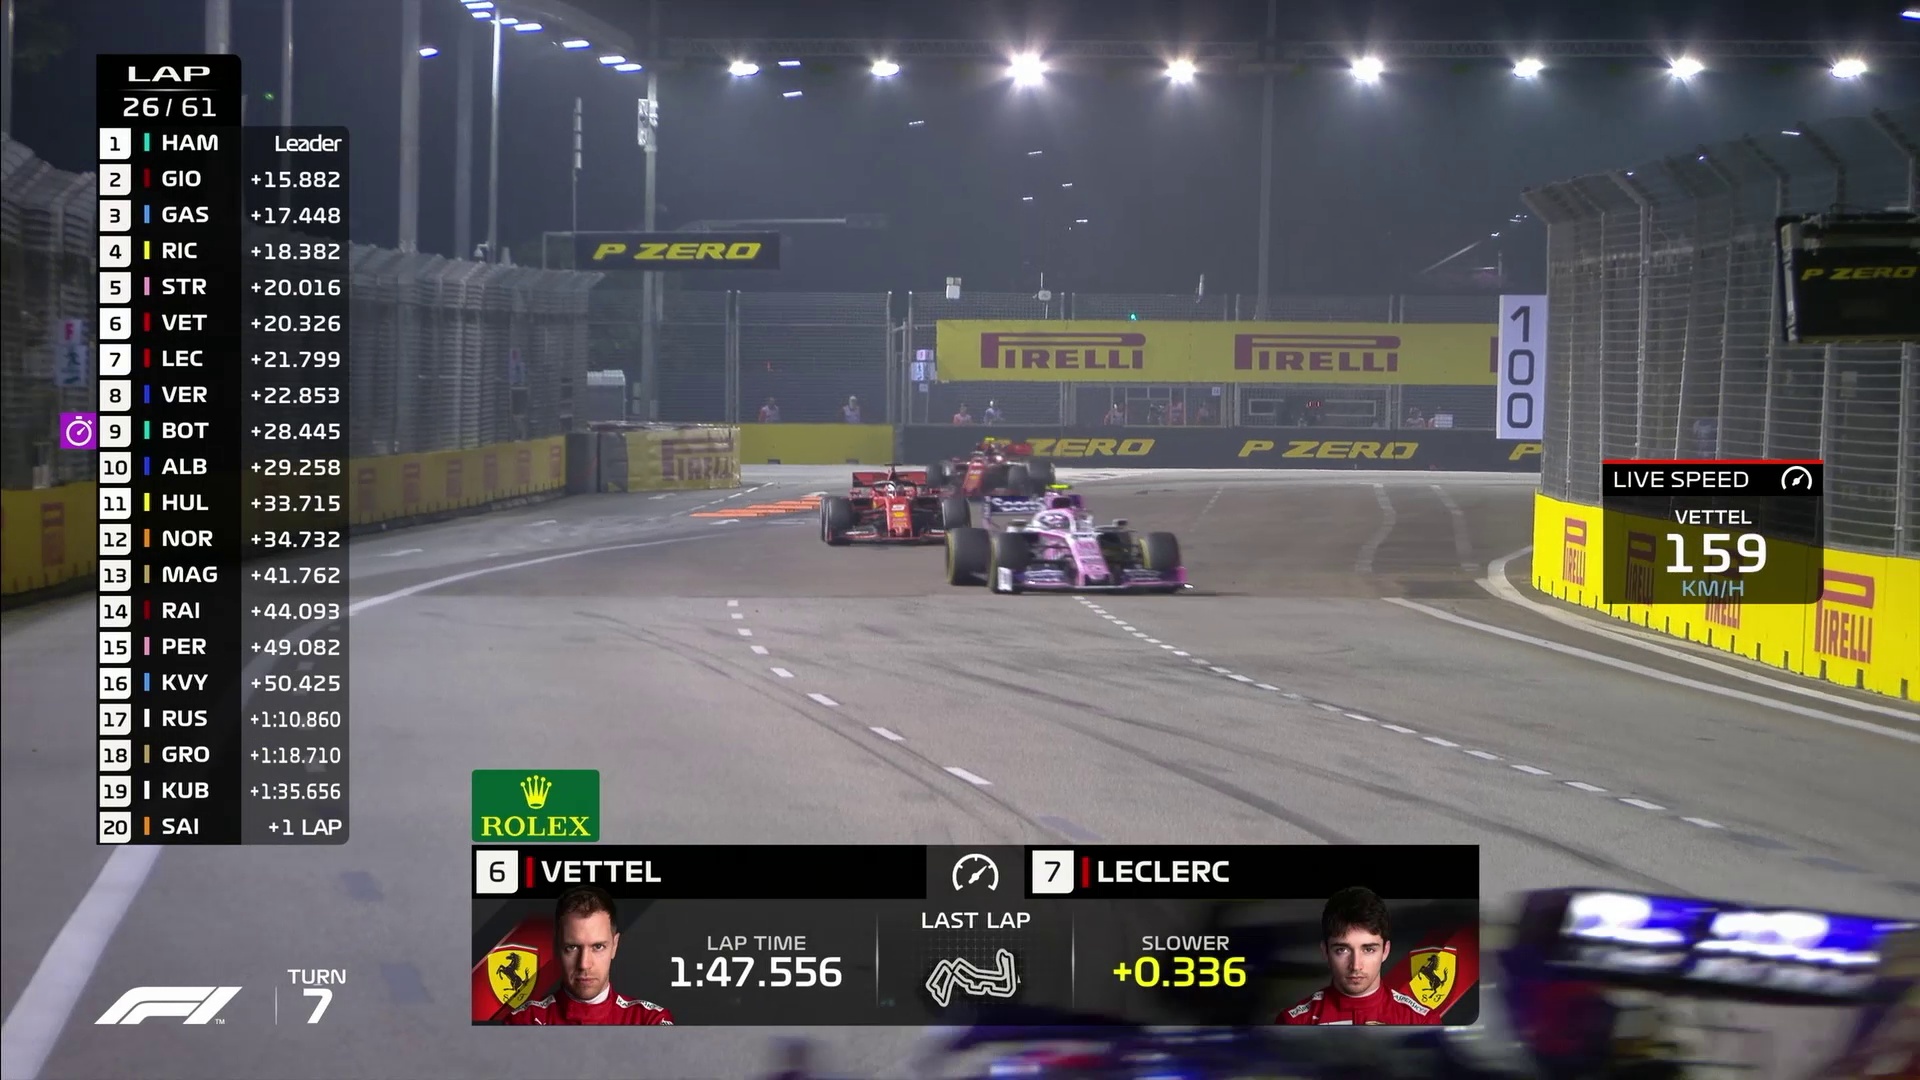 LAP
26/61
1 HAM Leader
2 GIO +15.882
3 GAS +17.448
4 RIC +18.382
5 STR +20.016
6 VET +20.326
7 LEC +21.799
8 VER +22.853
9 BOT +28.445
10 ALB +29.258
11 HUL +33.715
12 NOR +34.732
13 MAG +41.762
14 RAI +44.093
15 PER +49.082
16 KVY +50.425
17 RUS +1:10.860
18 GRO +1:18.710
19 KUB +1:35.656
20 SAI +1 LAP
P ZERO
P ZERO
PIRELLI PIRELLI
100
P ZERO P ZERO
PIRELLI
LIVE SPEED
VETTEL
159
KM/H
PIRELLI
PIRELLI
ROLEX
6 VETTEL
7 LECLERC
LAST LAP
LAP TIME
1:47.556
SLOWER
+0.336
F1
TM
TURN
7